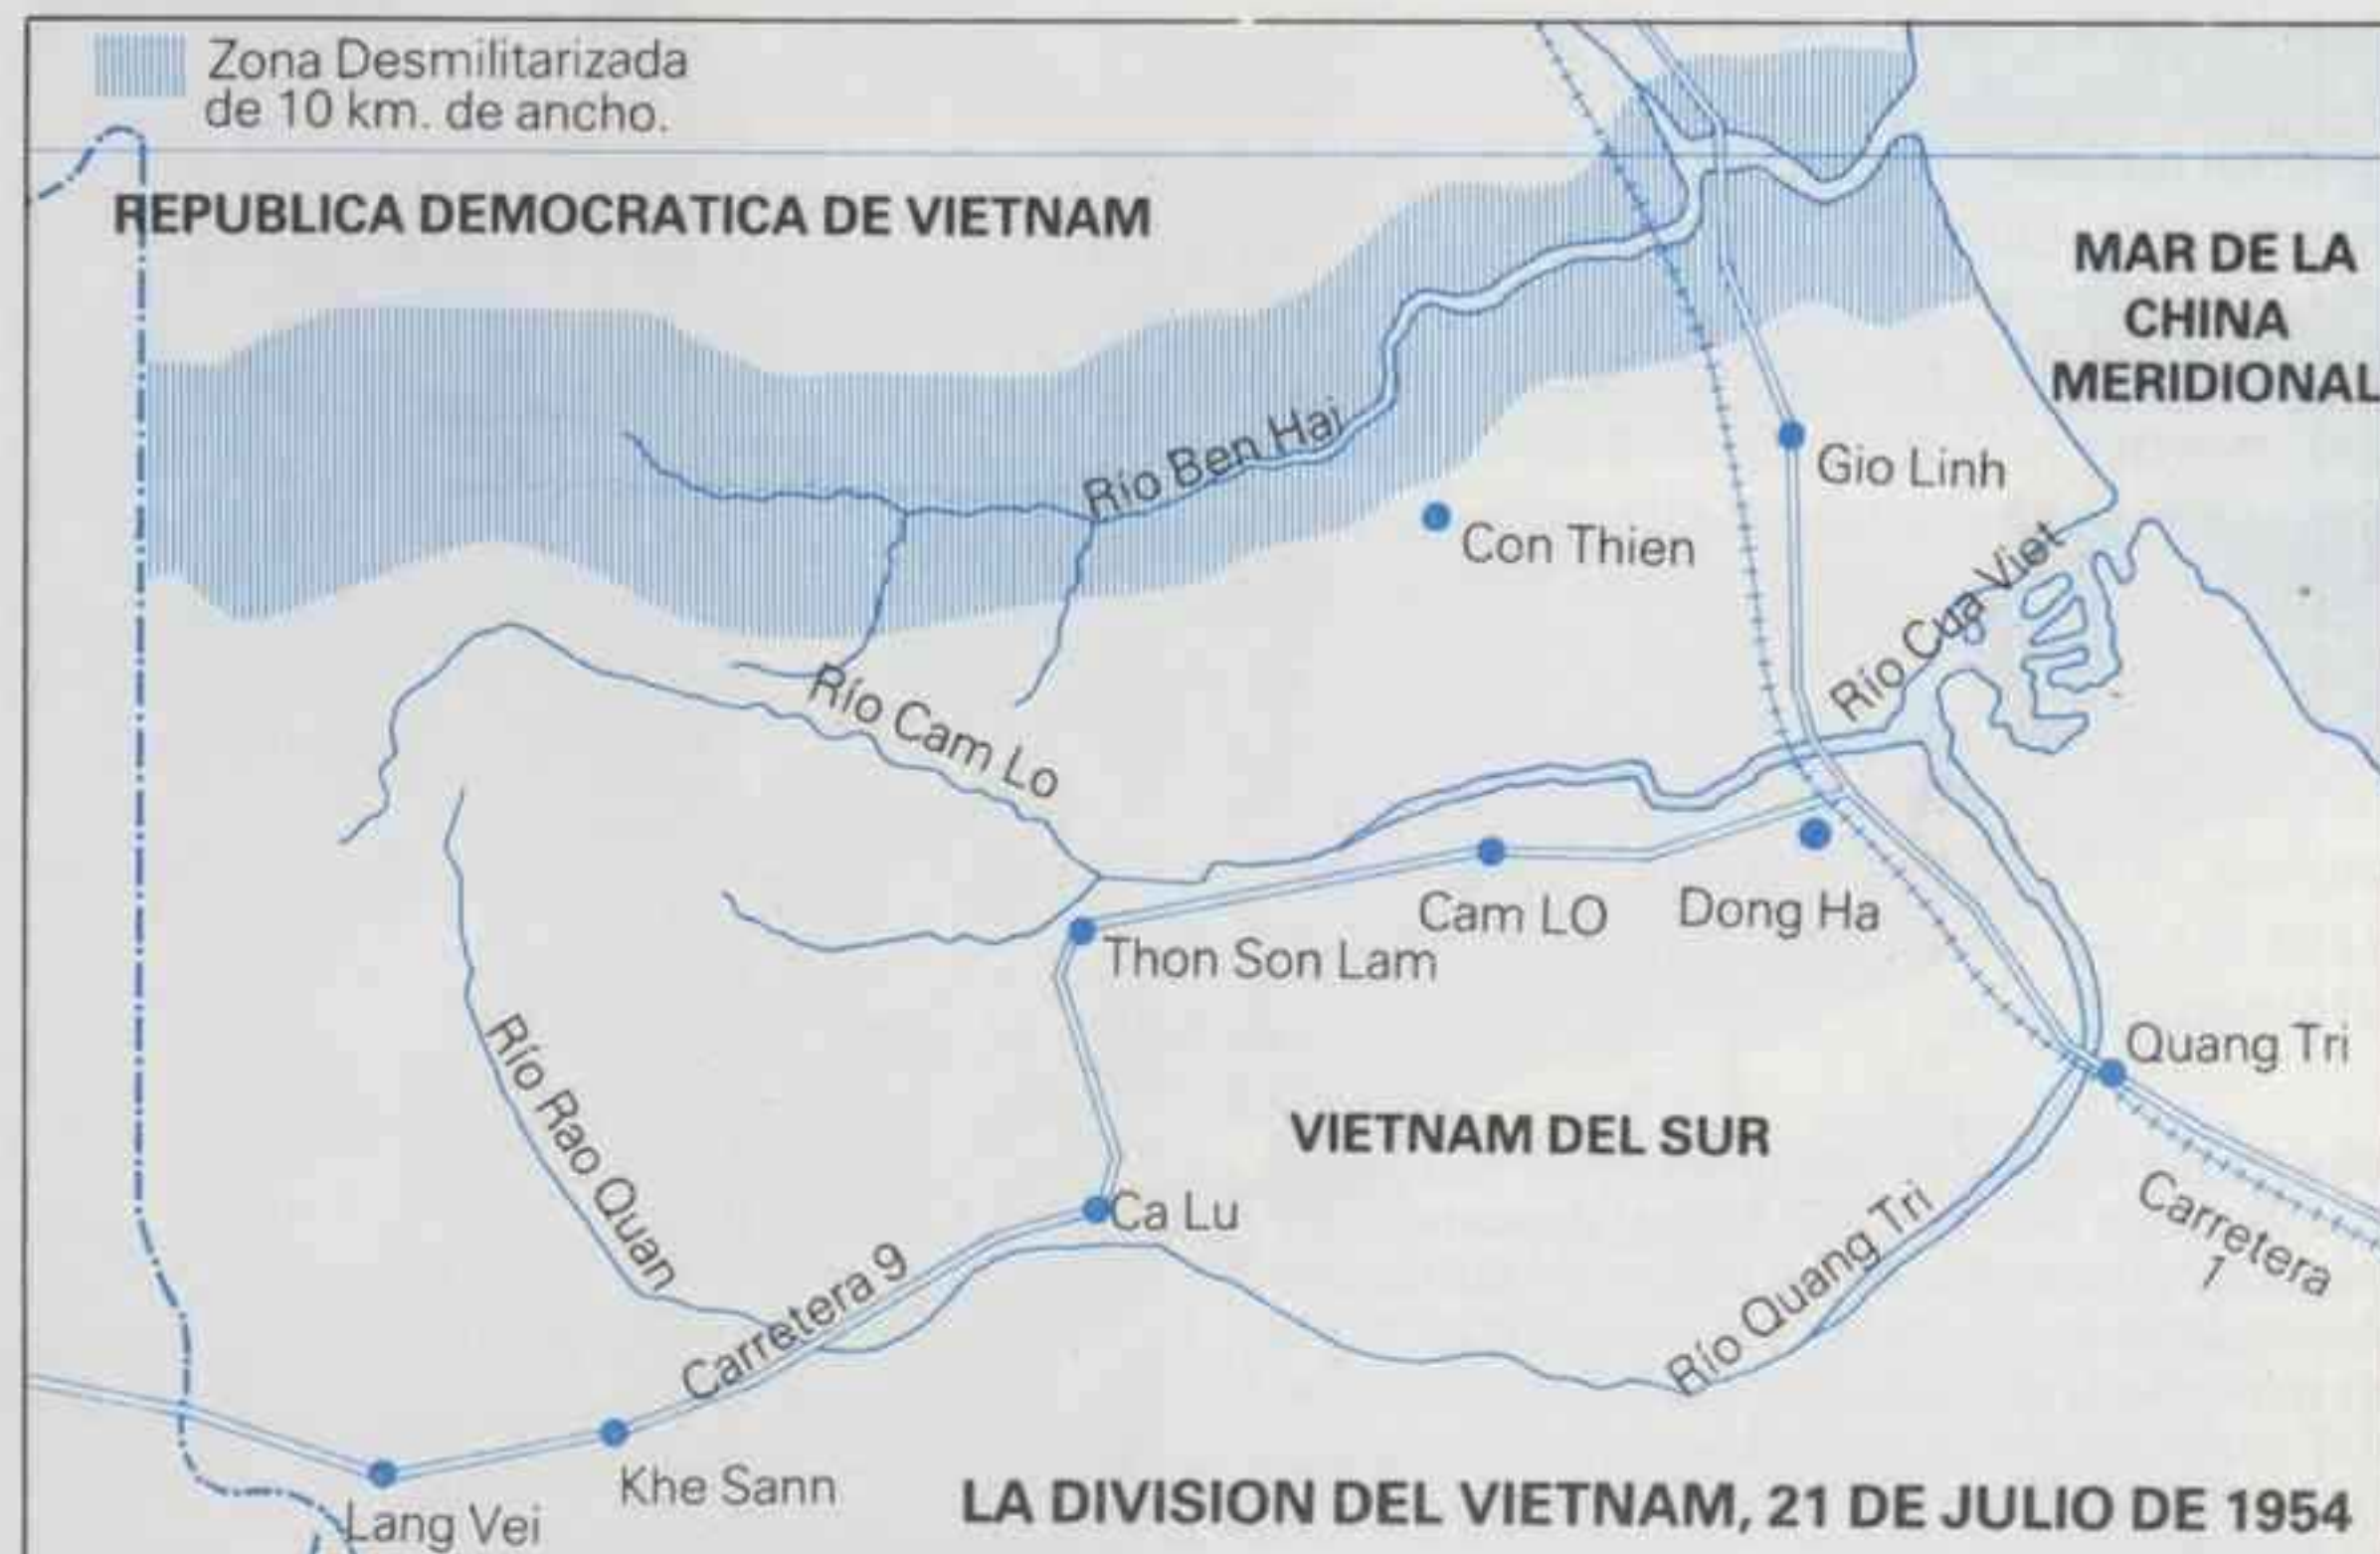 Zona Desmilitarizada
de 10 km. de ancho.
REPUBLICA DEMOCRATICA DE VIETNAM
MAR DE LA
CHINA
MERIDIONAL
Río Ben Hai
Gio Linh
Con Thien
Río Cua Viet
Río Cam Lo
Cam LO
Dong Ha
Thon Son Lam
Quang Tri
Río Rao Quan
VIETNAM DEL SUR
Ca Lu
Carretera
1
Carretera 9
Río Quang Tri
Khe Sann
Lang Vei
LA DIVISION DEL VIETNAM, 21 DE JULIO DE 1954